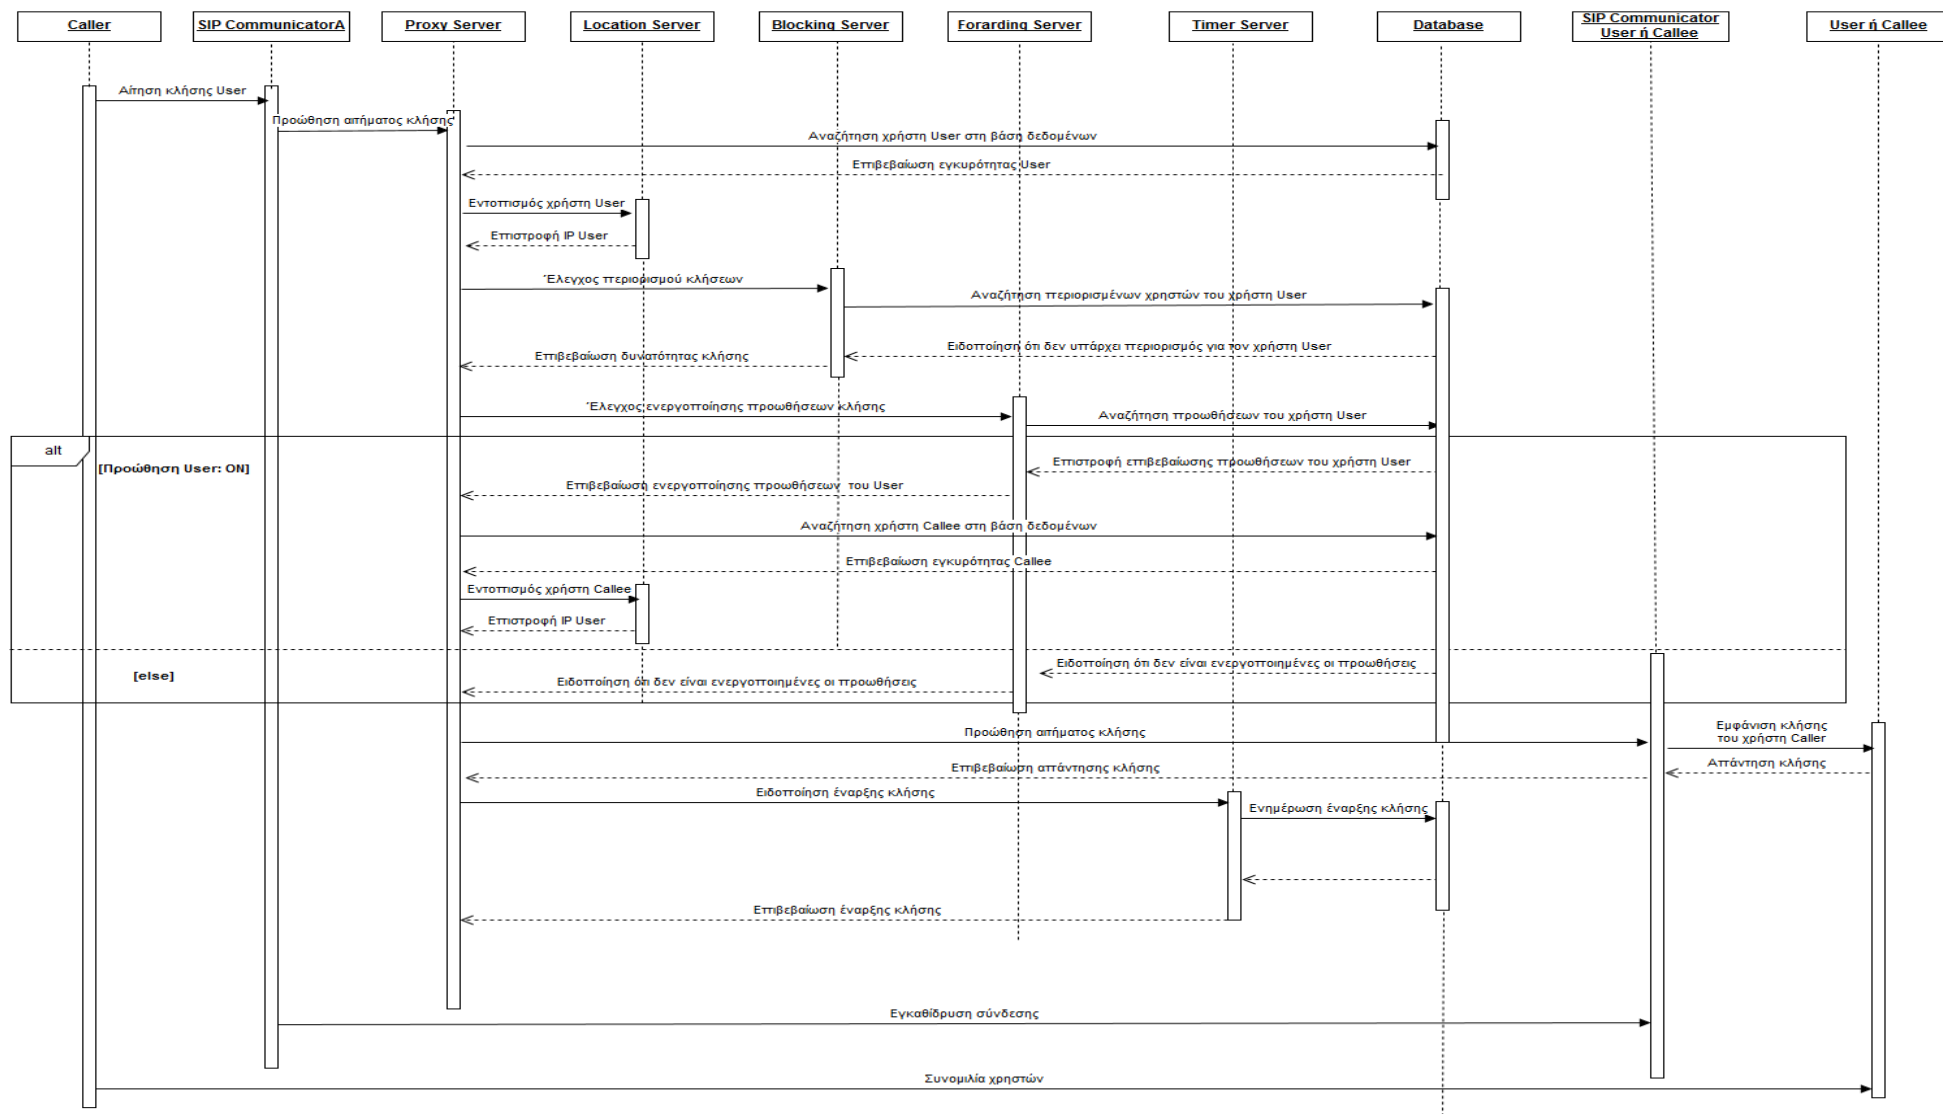 Caller
SIP CommunicatorA
Proxy Server
Location Server
Blocking Server
Forarding Server
Timer Server
Database
SIP Communicator
User ή Callee
User ή Callee
Αίτηση κλήσης User
Προώθηση αιτήματος κλήσης
Αναζήτηση χρήστη User στη βάση δεδομένων
Επιβεβαίωση εγκυρότητας User
Εντοπισμός χρήστη User
Επιστροφή IP User
Έλεγχος περιορισμού κλήσεων
Αναζήτηση περιορισμένων χρηστών του χρήστη User
Ειδοποίηση ότι δεν υπάρχει περιορισμός για τον χρήστη User
Επιβεβαίωση δυνατότητας κλήσης
Έλεγχος ενεργοποίησης προωθήσεων κλήσης
Αναζήτηση προωθήσεων του χρήστη User
alt
[Προώθηση User: ON]
Επιστροφή επιβεβαίωσης προωθήσεων του χρήστη User
Επιβεβαίωση ενεργοποίησης προωθήσεων του User
Αναζήτηση χρήστη Callee στη βάση δεδομένων
Επιβεβαίωση εγκυρότητας Callee
Εντοπισμός χρήστη Callee
Επιστροφή IP User
[else]
Ειδοποίηση ότι δεν είναι ενεργοποιημένες οι προωθήσεις
Ειδοποίηση ότι δεν είναι ενεργοποιημένες οι προωθήσεις
Προώθηση αιτήματος κλήσης
Εμφάνιση κλήσης
του χρήστη Caller
Απάντηση κλήσης
Επιβεβαίωση απάντησης κλήσης
Ειδοποίηση έναρξης κλήσης
Ενημέρωση έναρξης κλήσης
Επιβεβαίωση έναρξης κλήσης
Εγκαθίδρυση σύνδεσης
Συνομιλία χρηστών